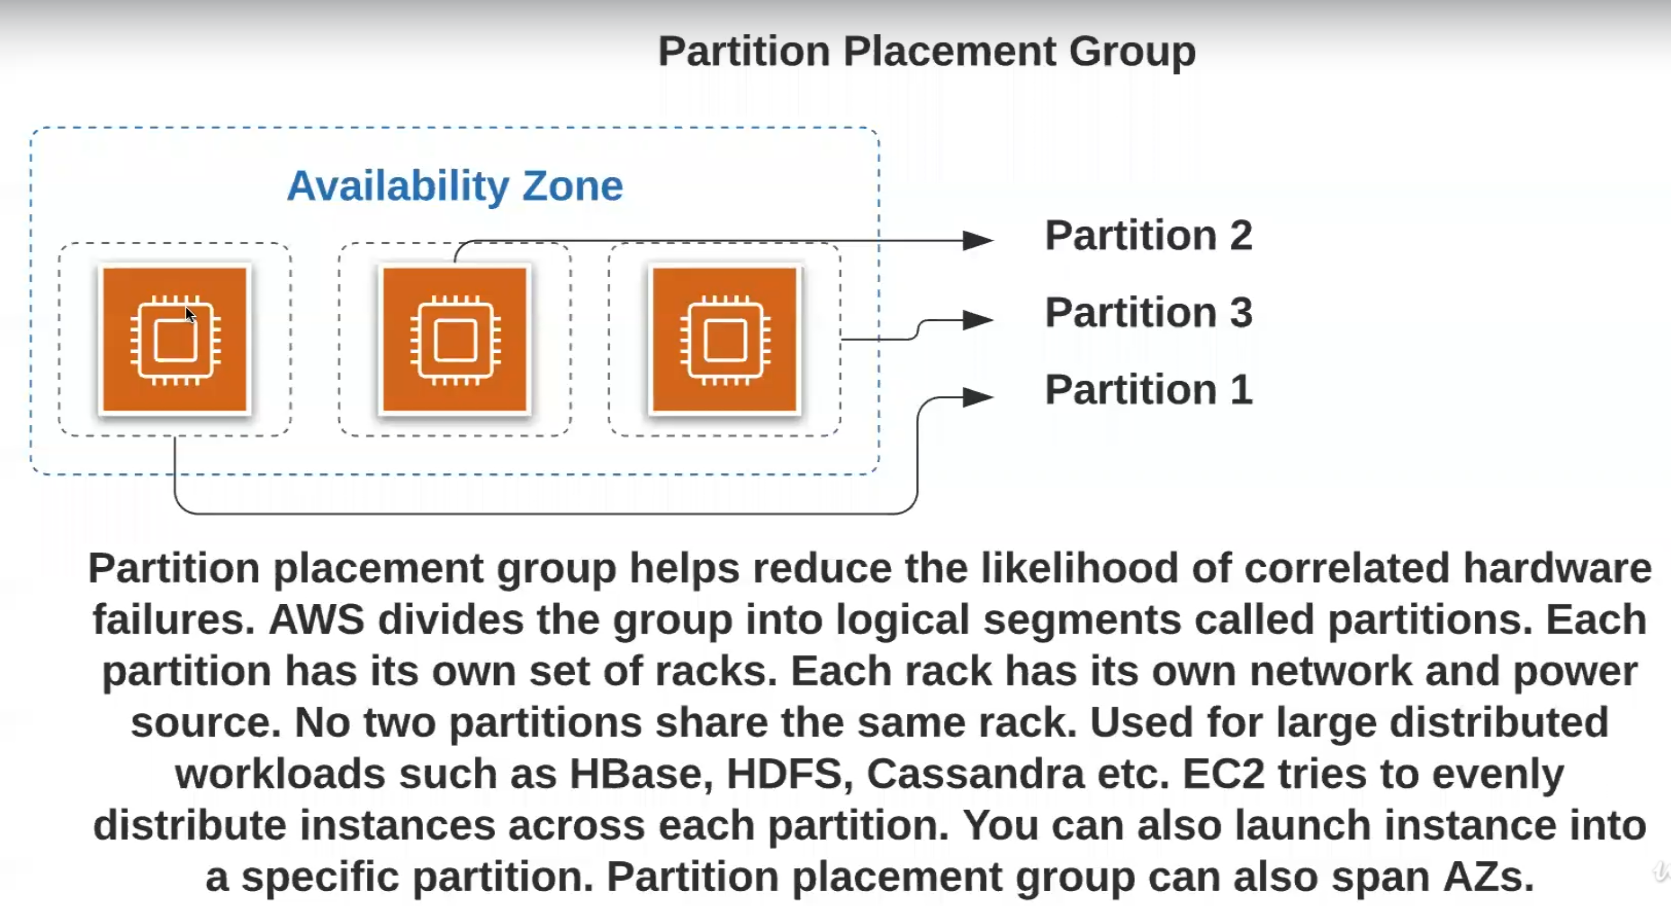 Partition Placement Group
Availability Zone
Partition 2
Partition 3
Partition 1
Partition placement group helps reduce the likelihood of correlated hardware
failures. AWS divides the group into logical segments called partitions. Each
partition has its own set of racks. Each rack has its own network and power
source. No two partitions share the same rack. Used for large distributed
workloads such as HBase, HDFS, Cassandra etc. EC2 tries to evenly
distribute instances across each partition. You can also launch instance into
a specific partition. Partition placement group can also span AZs.